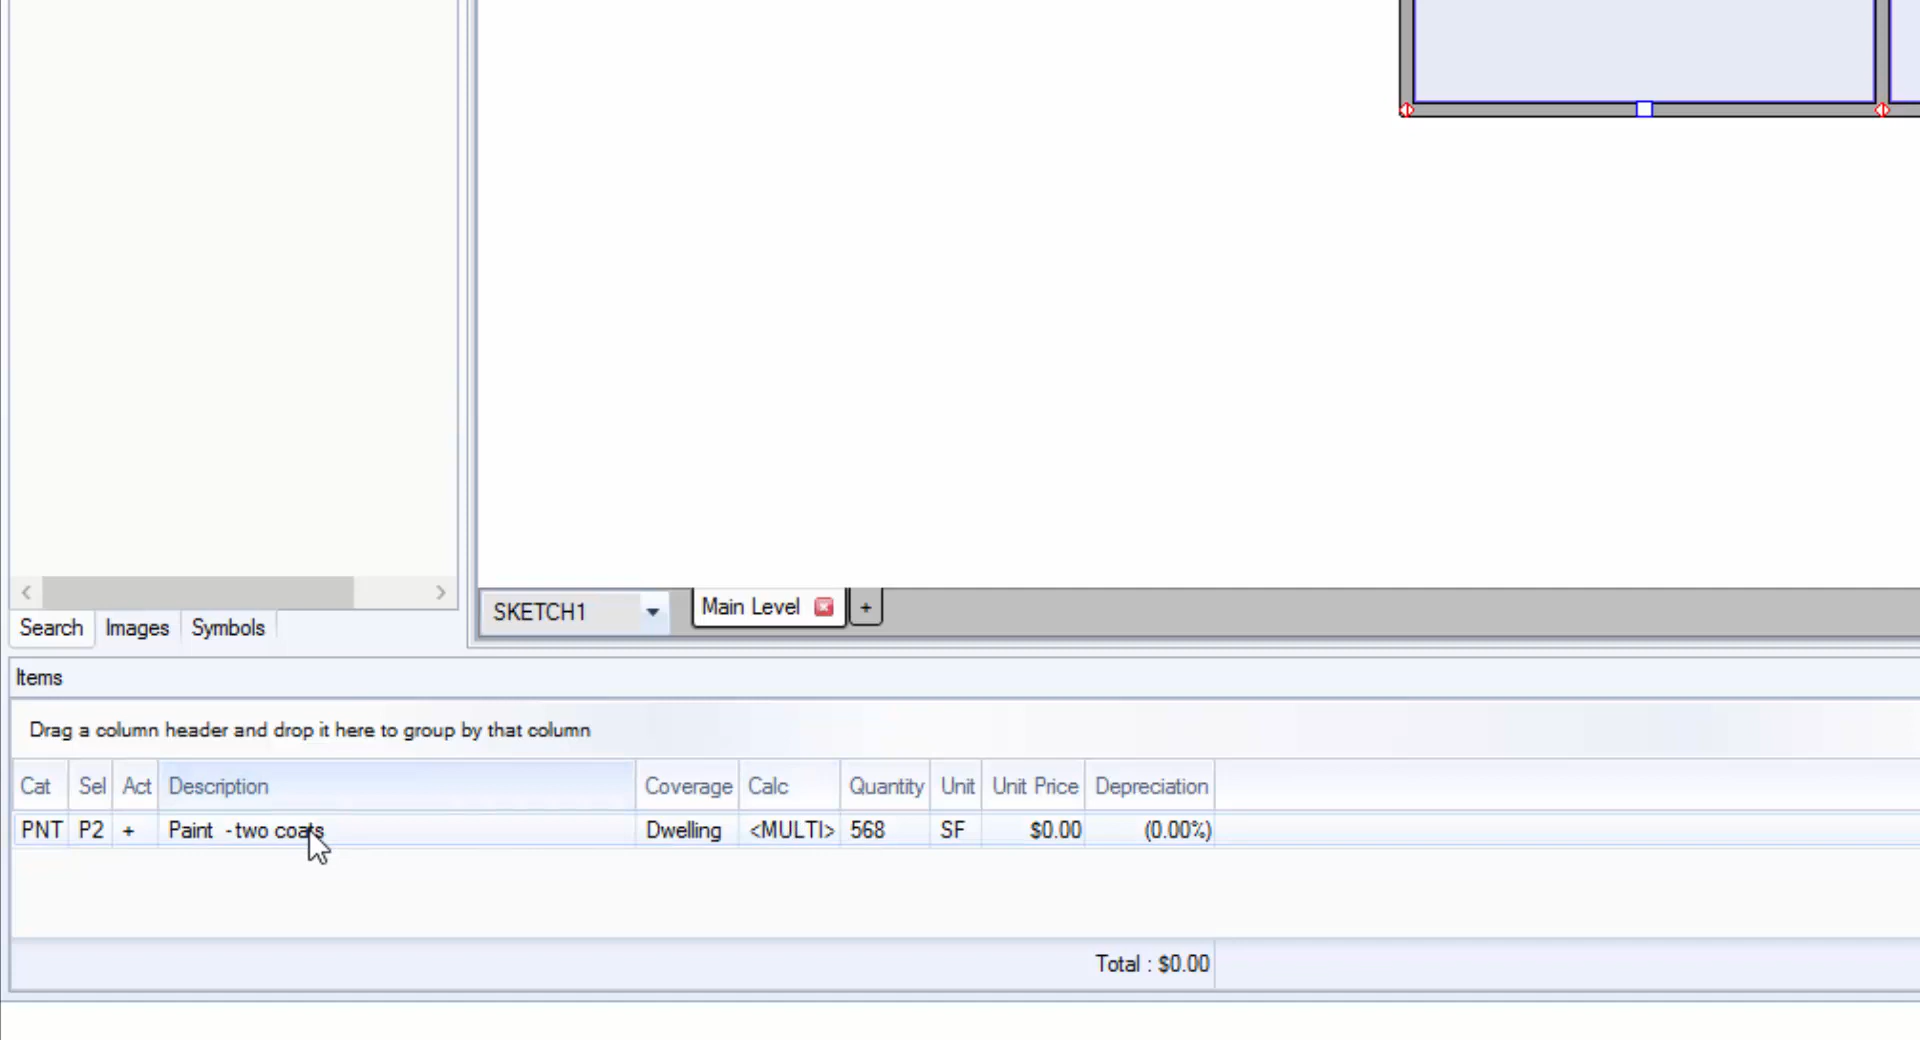 SKETCH1 Main Level +
Search Images Symbols
Items
Drag a column header and drop it here to group by that column
Cat Sel Act Description Coverage Calc Quantity Unit Unit Price Depreciation
PNT P2 + Paint - two coats Dwelling <MULTI> 568 SF $0.00 (0.00%)
Total : $0.00